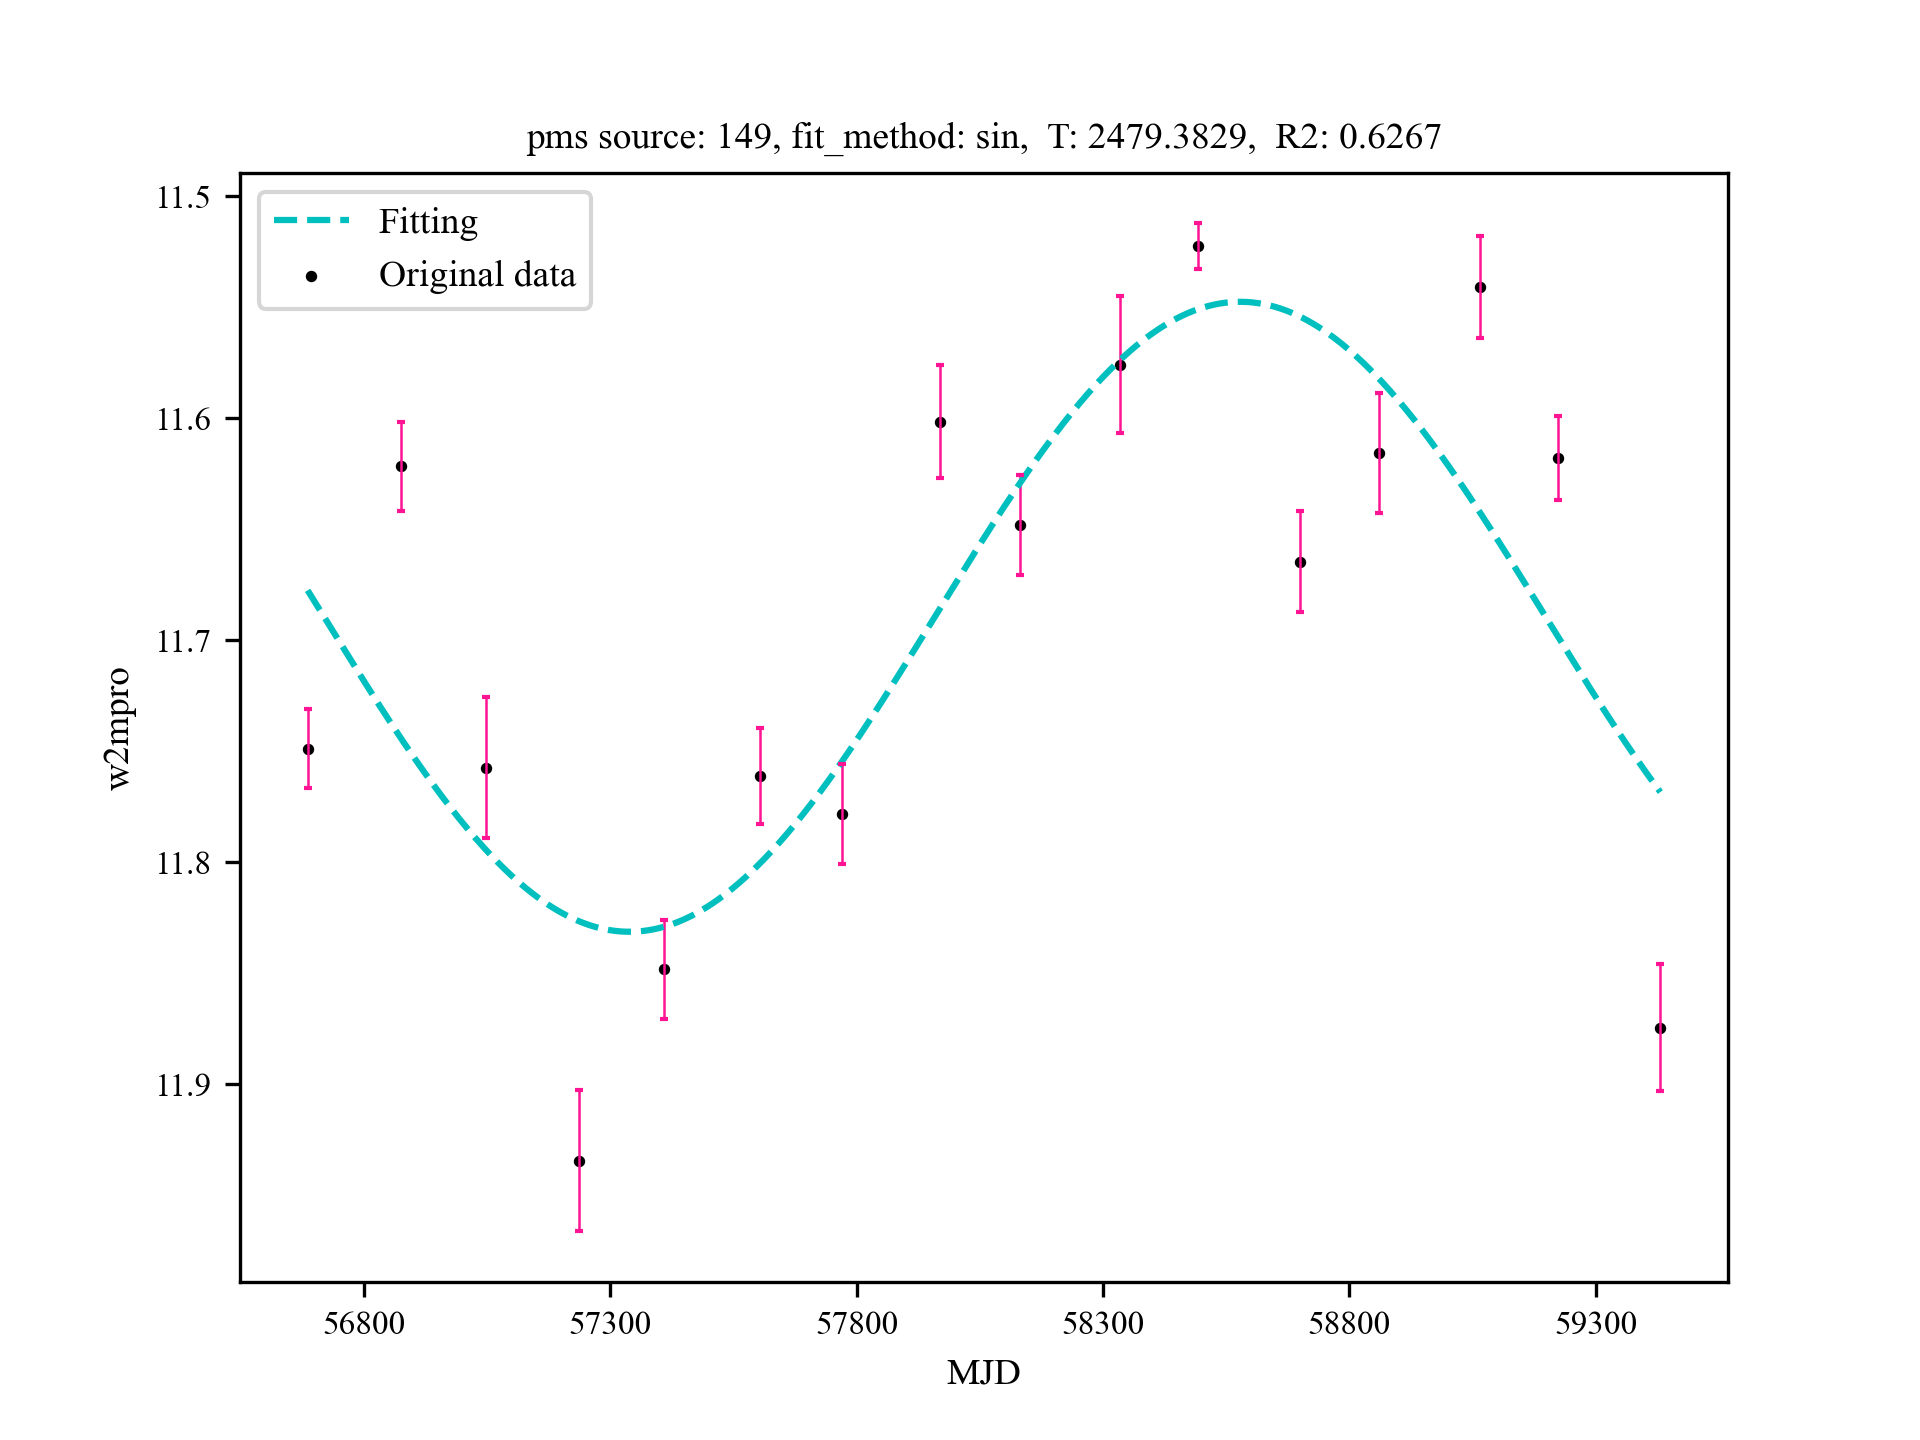 pms source: 149, fit_method: sin,  T: 2479.3829,  R2: 0.6267
Fitting
Original data
11.5
11.6
11.7
11.8
11.9
w2mpro
56800 57300 57800 58300 58800 59300
MJD